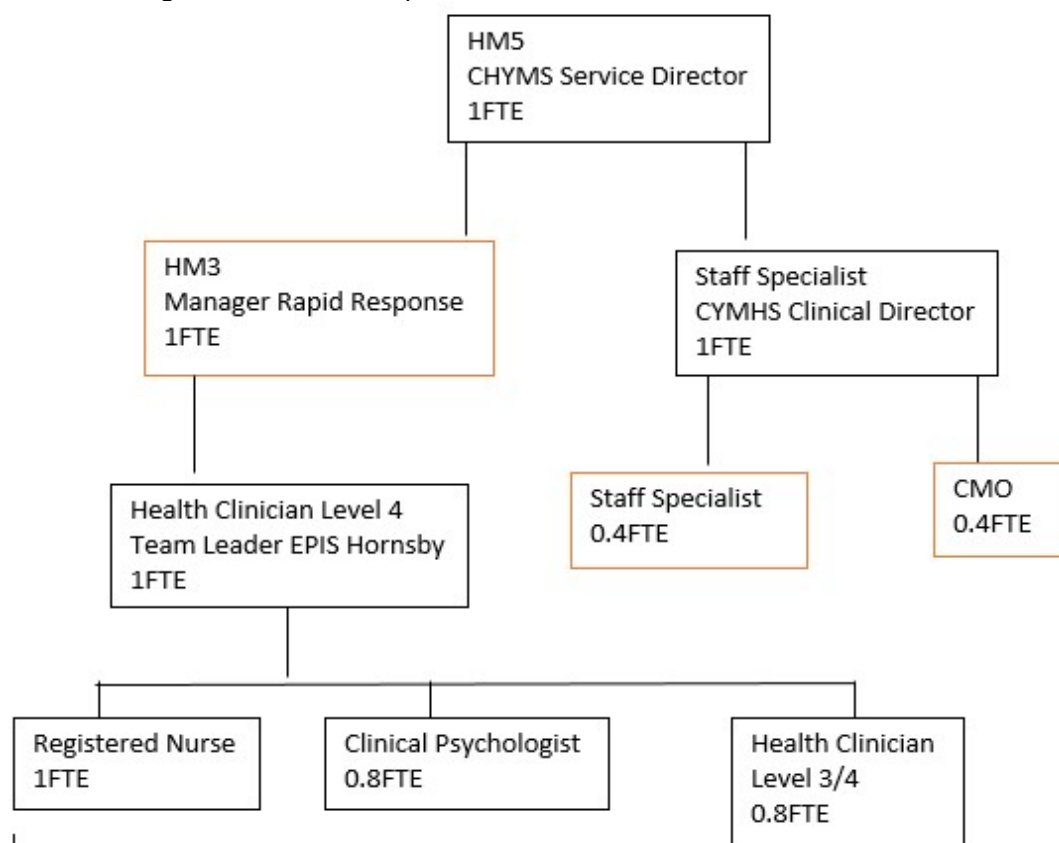 HM5
CHYMS Service Director
1FTE
HM3
Manager Rapid Response
1FTE
Staff Specialist
CYMHS Clinical Director
1FTE
Health Clinician Level 4
Team Leader EPIS Hornsby
1FTE
Staff Specialist
0.4FTE
CMO
0.4FTE
Registered Nurse
1FTE
Clinical Psychologist
0.8FTE
Health Clinician
Level 3/4
0.8FTE